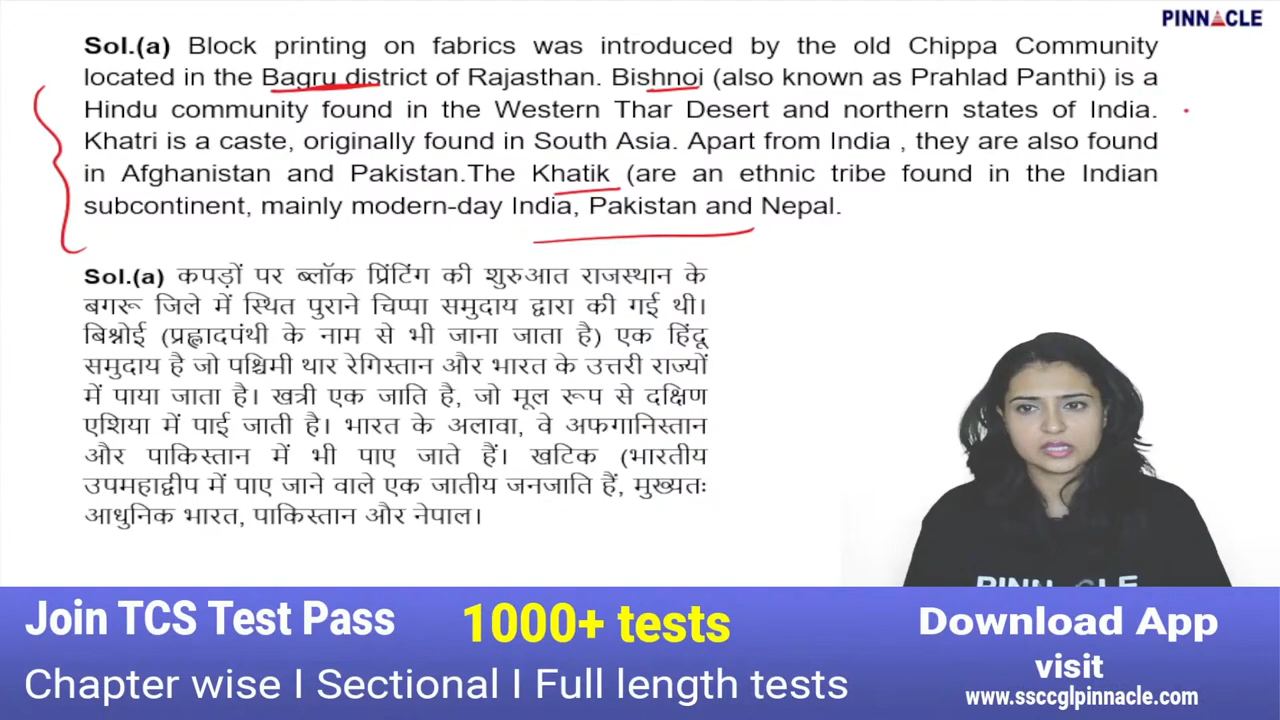 PINNACLE
Sol.(a) Block printing on fabrics was introduced by the old Chippa Community
located in the Bagru district of Rajasthan. Bishnoi (also known as Prahlad Panthi) is a
Hindu community found in the Western Thar Desert and northern states of India.
Khatri is a caste, originally found in South Asia. Apart from India , they are also found
in Afghanistan and Pakistan.The Khatik (are an ethnic tribe found in the Indian
subcontinent, mainly modern-day India, Pakistan and Nepal.
Sol.(a) कपड़ों पर ब्लॉक प्रिंटिंग की शुरुआत राजस्थान के
बगरू जिले में स्थित पुराने चिप्पा समुदाय द्वारा की गई थी।
बिश्नोई (प्रह्लादपंथी के नाम से भी जाना जाता है) एक हिंदू
समुदाय है जो पश्चिमी थार रेगिस्तान और भारत के उत्तरी राज्यों
में पाया जाता है। खत्री एक जाति है, जो मूल रूप से दक्षिण
एशिया में पाई जाती है। भारत के अलावा, वे अफगानिस्तान
और पाकिस्तान में भी पाए जाते हैं। खटिक (भारतीय
उपमहाद्वीप में पाए जाने वाले एक जातीय जनजाति हैं, मुख्यतः
आधुनिक भारत, पाकिस्तान और नेपाल।
Join TCS Test Pass
1000+ tests
Chapter wise I Sectional I Full length tests
Download App
visit
www.ssccglpinnacle.com